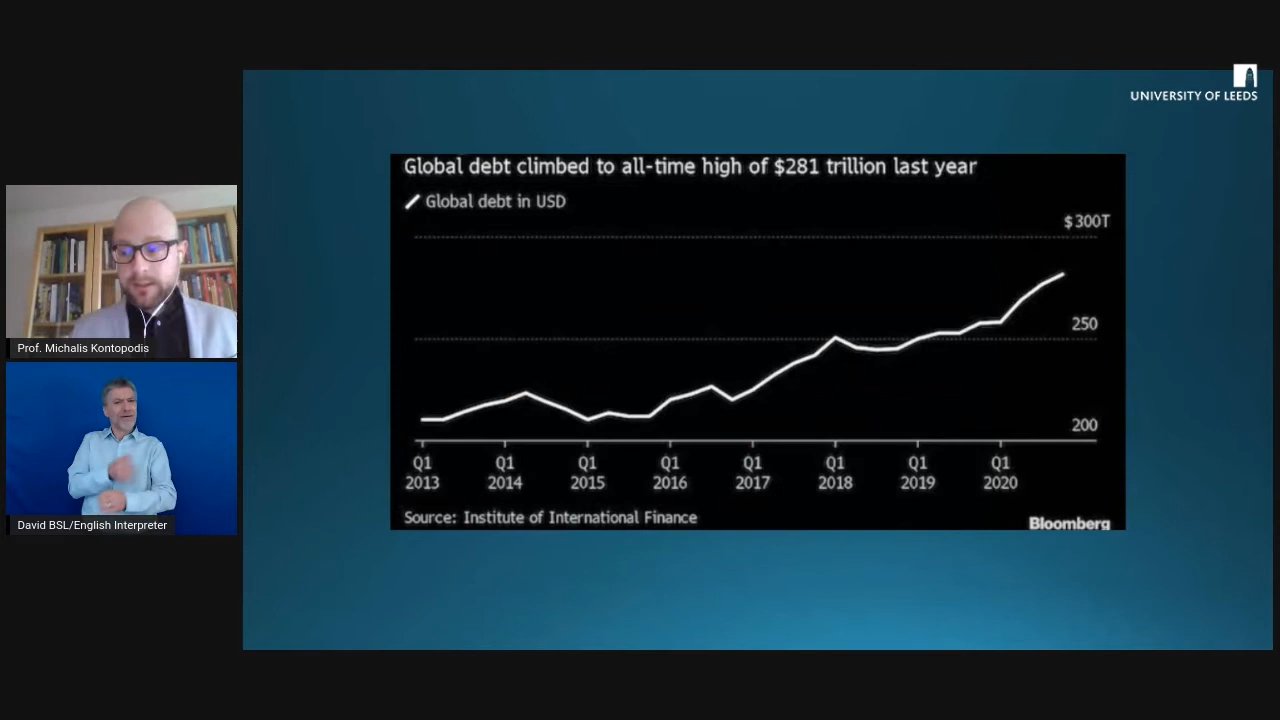 UNIVERSITY OF LEEDS
Global debt climbed to all-time high of $281 trillion last year
Global debt in USD
$300T
250
200
Q1 Q1 Q1 Q1 Q1 Q1 Q1 Q1
2013 2014 2015 2016 2017 2018 2019 2020
Source: Institute of International Finance
Bloomberg
Prof. Michalis Kontopodis
David BSL/English Interpreter